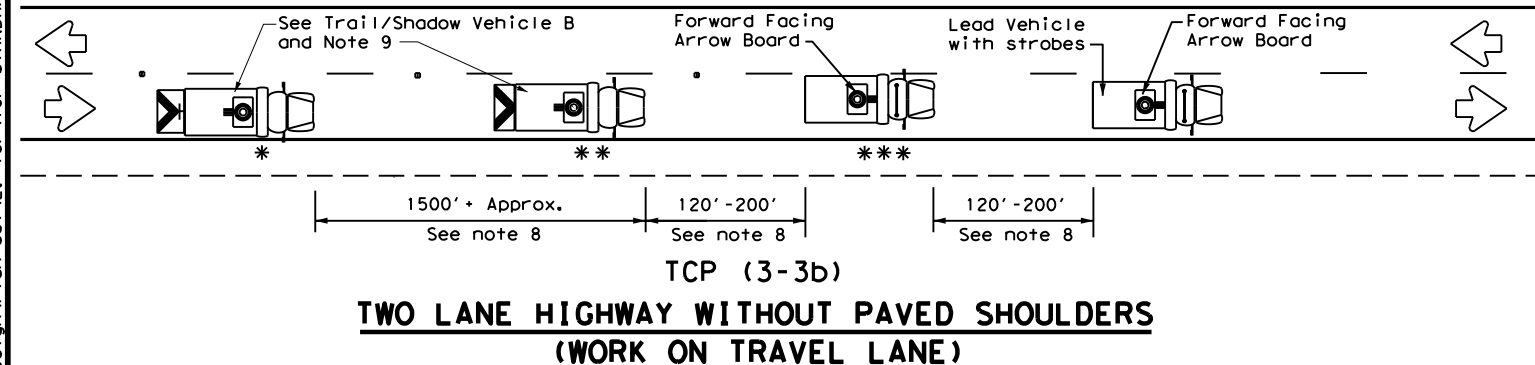 See Trail/Shadow Vehicle B
and Note 9
Forward Facing
Arrow Board
Lead Vehicle
with strobes
Forward Facing
Arrow Board
*
**
***
1500'+ Approx.
See note 8
120'-200'
See note 8
120'-200'
See note 8
TCP (3-3b)
TWO LANE HIGHWAY WITHOUT PAVED SHOULDERS
(WORK ON TRAVEL LANE)